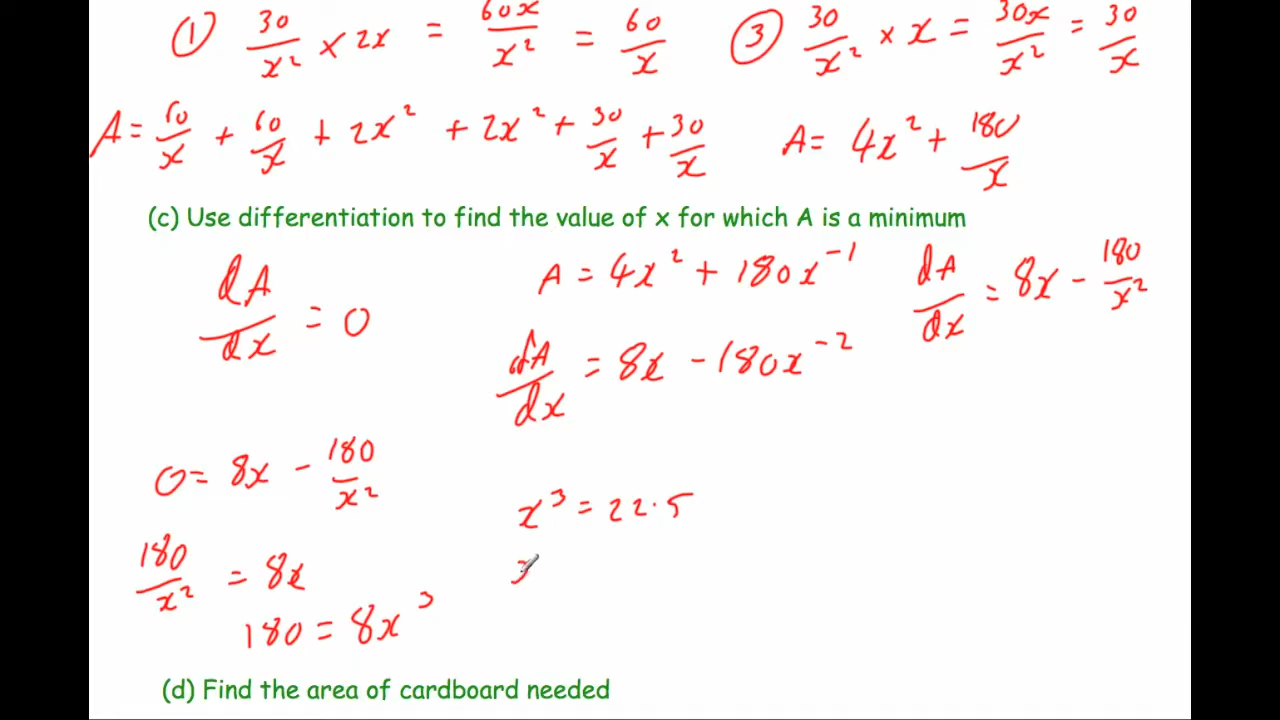 ① 30/x² × 2x = 60x/x² = 60/x ③ 30/x² × x = 30x/x² = 30/x
A = 60/x + 60/x + 2x² + 2x² + 30/x + 30/x A = 4x² + 180/x
(c) Use differentiation to find the value of x for which A is a minimum
dA/dx = 0
A = 4x² + 180x⁻¹
dA/dx = 8x - 180/x²
dA/dx = 8x - 180x⁻²
0 = 8x - 180/x²
180/x² = 8x
180 = 8x³
x³ = 22.5
(d) Find the area of cardboard needed